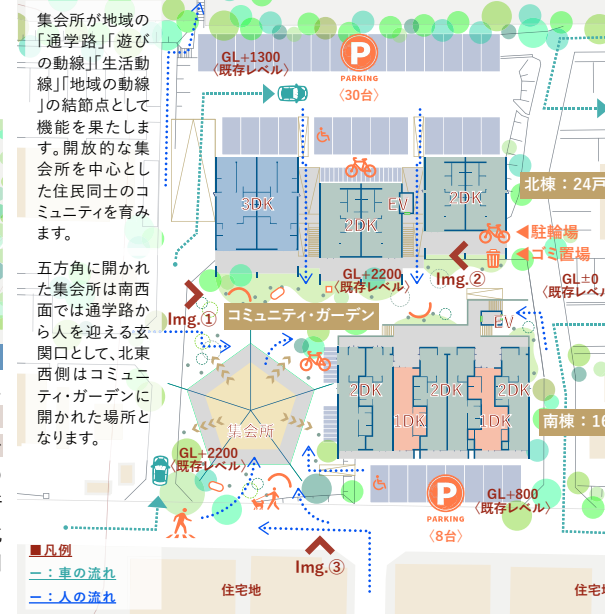 集会所が地域の
「通学路」「遊び
の動線」「生活動
線」「地域の動線
」の結節点として
機能を果たしま
す。開放的な集
会所を中心とし
た住民同士のコ
ミュニティを育み
ます。
五方角に開かれ
た集会所は南西
面では通学路か
ら人を迎える玄
関口として、北東
西側はコミュニ
ティ・ガーデンに
開かれた場所と
なります。
GL+1300
〈既存レベル〉
P
PARKING
〈30台〉
3DK
2DK
EV
2DK
北棟：24戸
◀駐輪場
◀ゴミ置場
GL+2200
〈既存レベル〉
Img.②
GL±0
〈既存レベル
Img.①
コミュニティ・ガーデン
EV
2DK
2DK
2DK
1DK
1DK
南棟：16
集会所
GL+2200
〈既存レベル〉
P
PARKING
〈8台〉
GL+800
〈既存レベル〉
Img.③
■凡例
ー：車の流れ
ー：人の流れ
住宅地
住宅